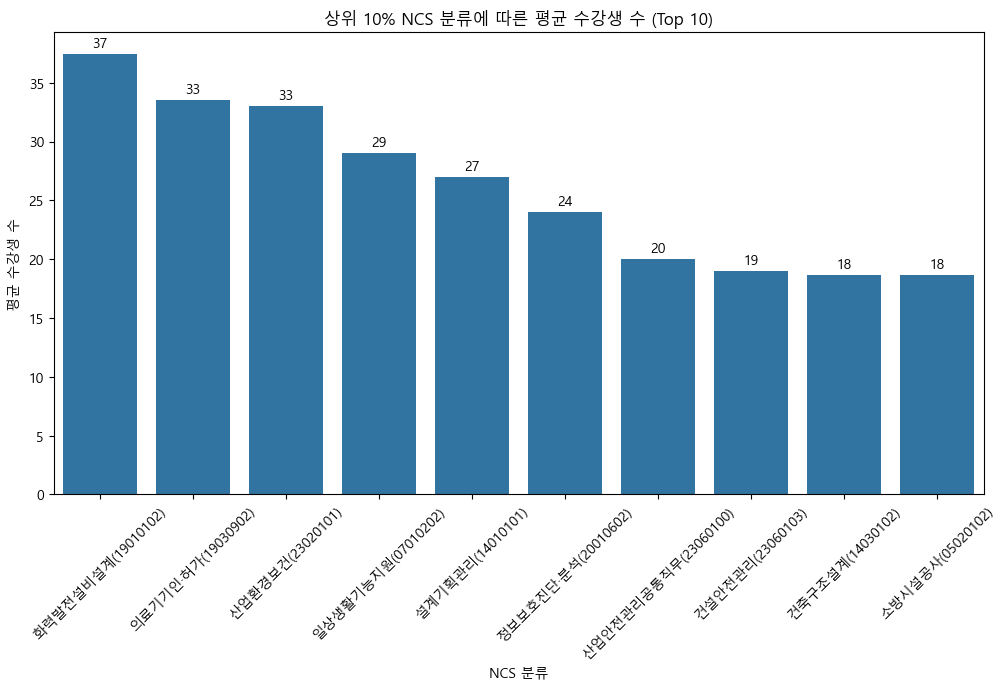 상위 10% NCS 분류에 따른 평균 수강생 수 (Top 10)
평균 수강생 수
35
30
25
20
15
10
5
0
37
33
33
29
27
24
20
19
18
18
화력발전설비설계(19010102)
의료기기인·허가(19030902)
산업환경보건(23020101)
일상생활기능지원(07010202)
설계기획관리(14010101)
정보보호진단·분석(20010602)
산업안전관리공통직무(23060100)
건설안전관리(23060103)
건축구조설계(14030102)
소방시설공사(05020102)
NCS 분류